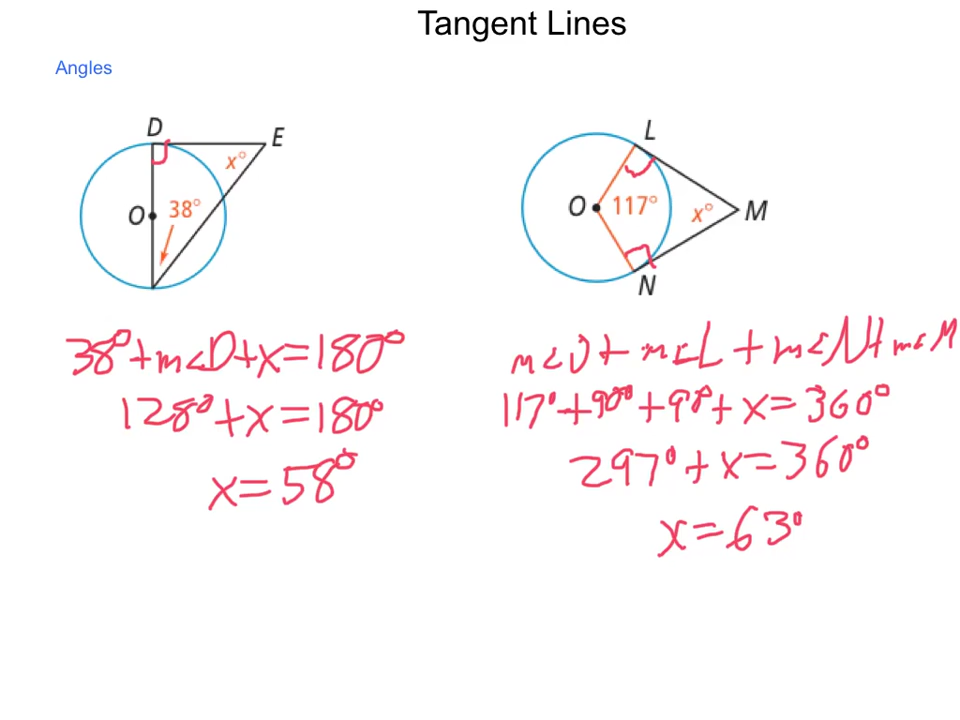 Tangent Lines
Angles
D
E
x°
O
38°
L
O
117°
x°
M
N
38° + m∠D + x = 180°
128° + x = 180°
x = 58°
m∠O + m∠L + m∠N + m∠M
117° + 90° + 90° + x = 360°
297° + x = 360°
x = 63°